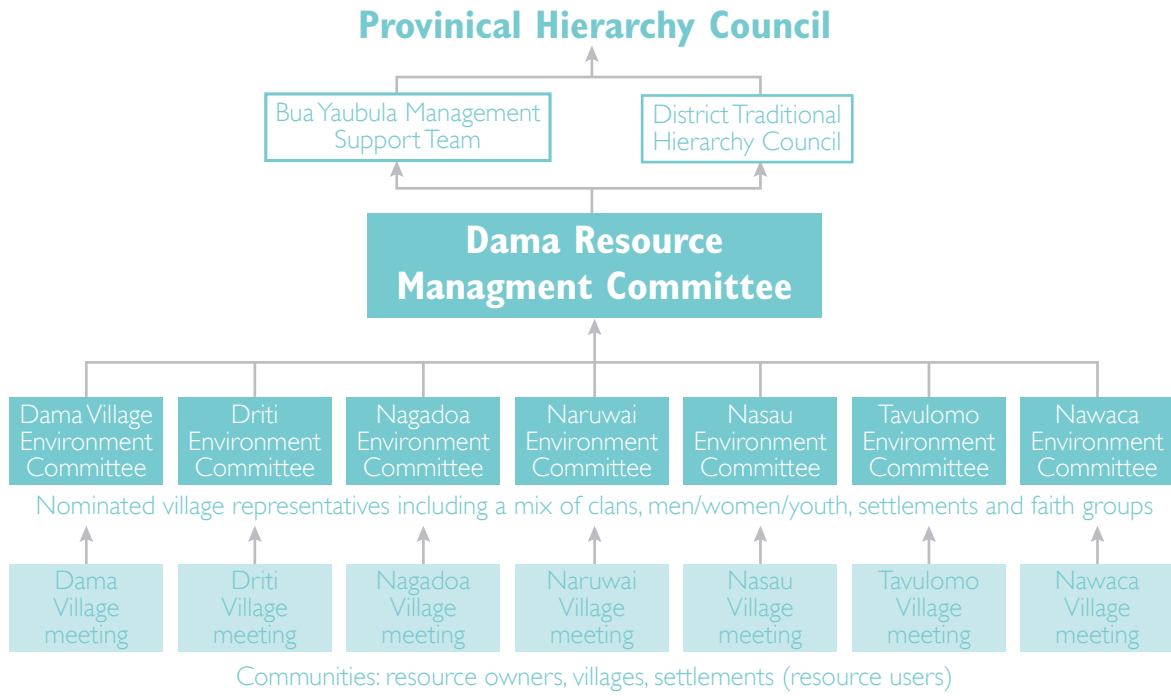 Provinical Hierarchy Council
Bua Yaubula Management
Support Team
District Traditional
Hierarchy Council
Dama Resource
Managment Committee
Dama Village
Environment
Committee
Driti
Environment
Committee
Nagadoa
Environment
Committee
Naruwai
Environment
Committee
Nasau
Environment
Committee
Tavulomo
Environment
Committee
Nawaca
Environment
Committee
Nominated village representatives including a mix of clans, men/women/youth, settlements and faith groups
Dama
Village
meeting
Driti
Village
meeting
Nagadoa
Village
meeting
Naruwai
Village
meeting
Nasau
Village
meeting
Tavulomo
Village
meeting
Nawaca
Village
meeting
Communities: resource owners, villages, settlements (resource users)